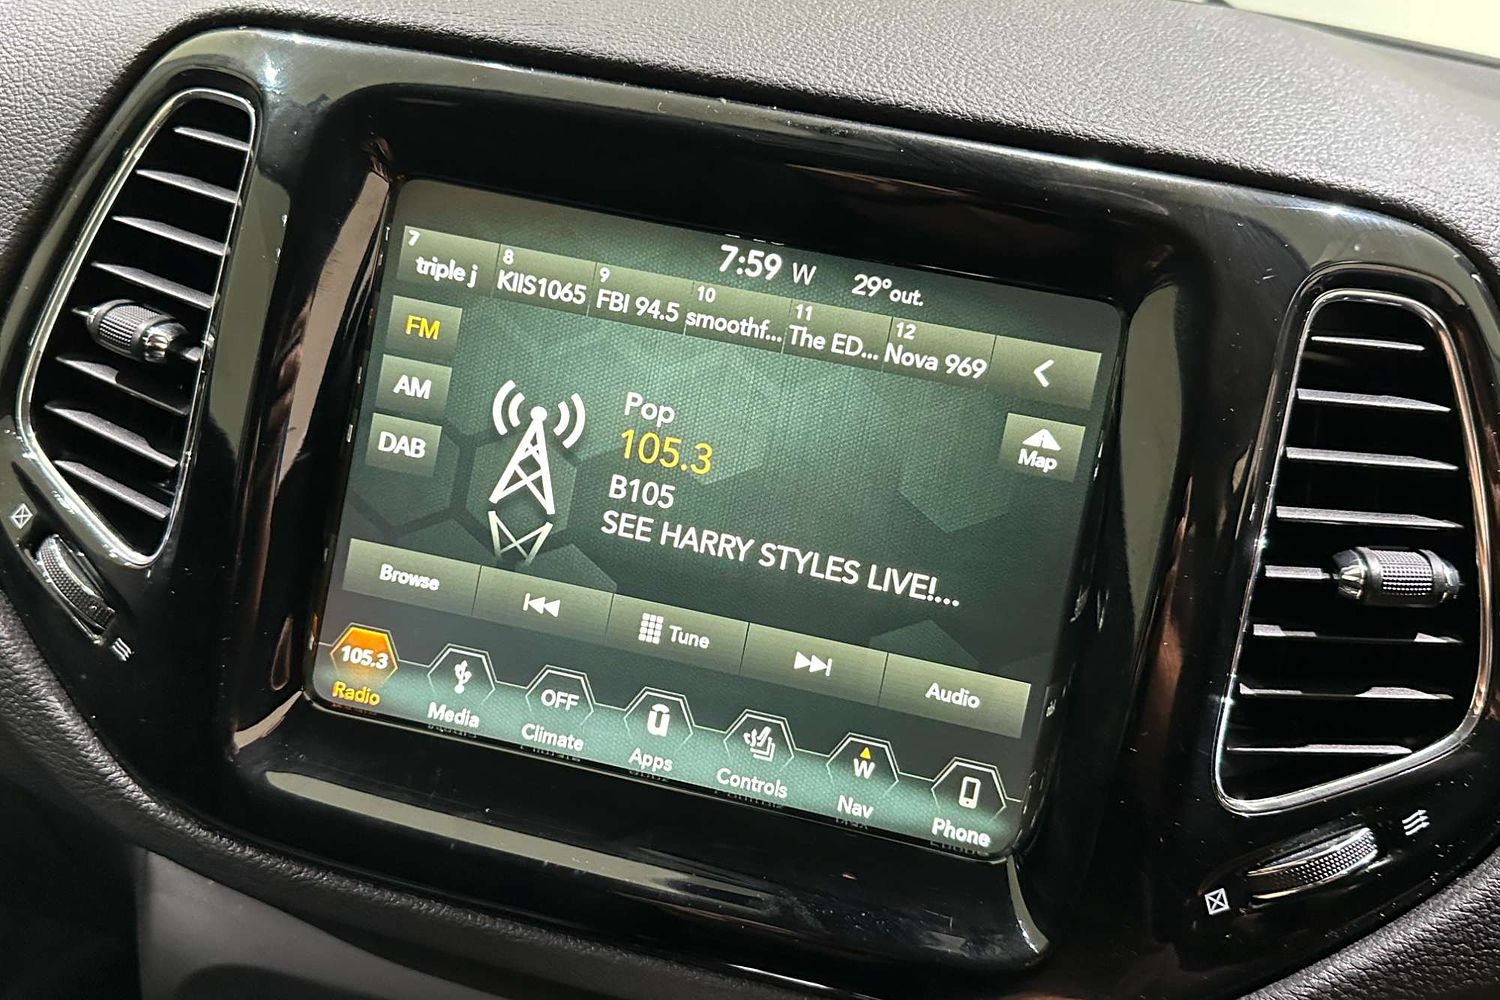 7:59 W 29°out.
7 8 9 10 11 12
triple j KIIS1065 FBI 94.5 smoothf... The ED... Nova 969
FM
AM
DAB
Map
Pop
105.3
B105
SEE HARRY STYLES LIVE!...
Browse Tune Audio
105.3 OFF W
Radio Media Climate Apps Controls Nav Phone